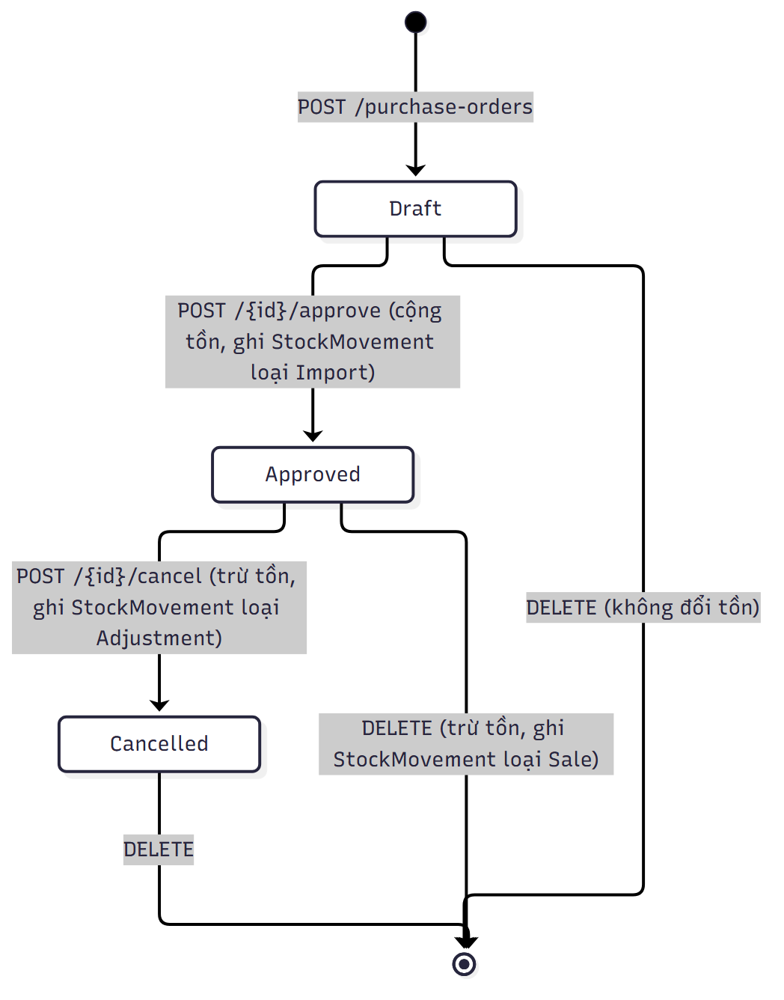 POST /purchase-orders
Draft
POST /{id}/approve (cộng
tồn, ghi StockMovement
loại Import)
Approved
POST /{id}/cancel (trừ tồn,
ghi StockMovement loại
Adjustment)
DELETE (không đổi tồn)
DELETE (trừ tồn, ghi
StockMovement loại Sale)
Cancelled
DELETE